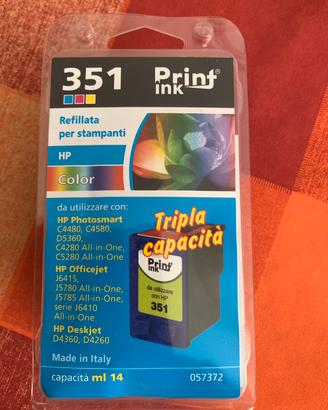 351
Print®
ink
Refillata
per stampanti
HP
Color
da utilizzare con:
HP Photosmart
C4480, C4580,
D5360,
C4280 All-in-One,
C5280 All-in-One
HP Officejet
J6415,
J5780 All-in-One,
J5785 All-in-One,
serie J6410
All-in-One
HP Deskjet
D4360, D4260
Made in Italy
capacità ml 14
Tripla
capacità
Print
ink
da utilizzare
con HP
351
057372